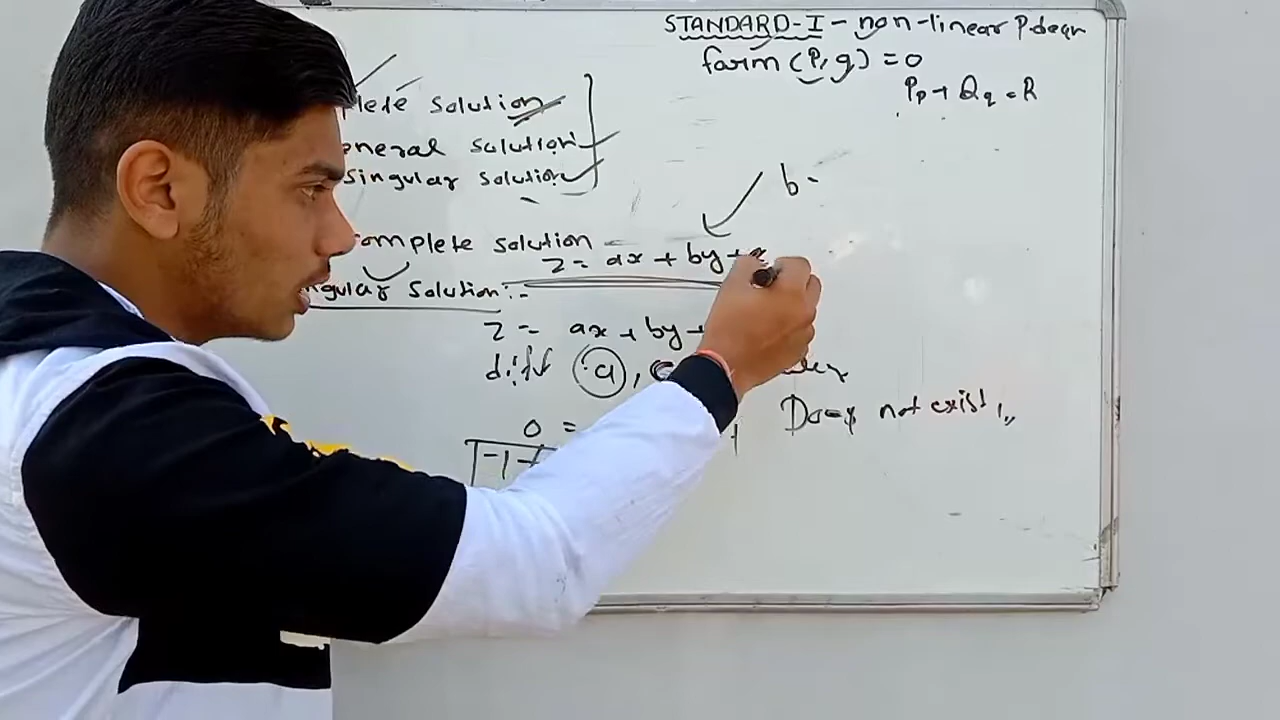 STANDARD-I - non-linear P.deqn
form (P, q) = 0
Pp + Qq = R
plete solution
eneral solution
singular solution
b =
omplete solution
z = ax + by +
ngular solution :-
z = ax + by +
diff a, c
Does not exist
0 =